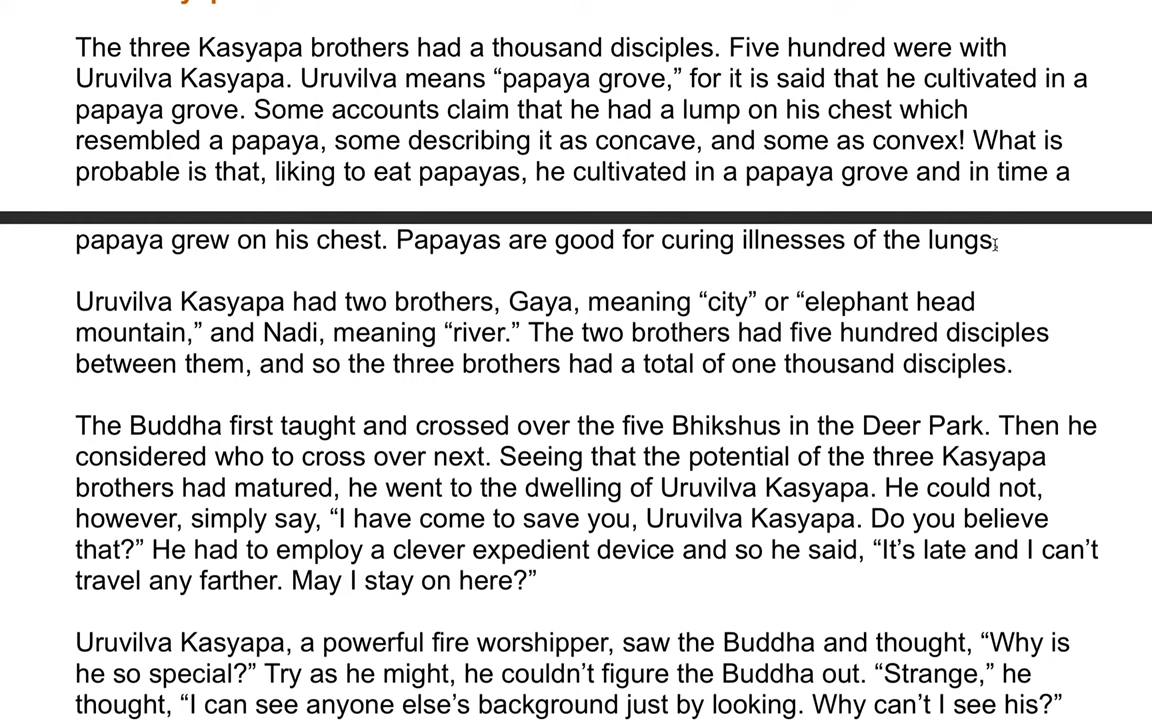 The three Kasyapa brothers had a thousand disciples. Five hundred were with
Uruvilva Kasyapa. Uruvilva means “papaya grove,” for it is said that he cultivated in a
papaya grove. Some accounts claim that he had a lump on his chest which
resembled a papaya, some describing it as concave, and some as convex! What is
probable is that, liking to eat papayas, he cultivated in a papaya grove and in time a
papaya grew on his chest. Papayas are good for curing illnesses of the lungs.
Uruvilva Kasyapa had two brothers, Gaya, meaning “city” or “elephant head
mountain,” and Nadi, meaning “river.” The two brothers had five hundred disciples
between them, and so the three brothers had a total of one thousand disciples.
The Buddha first taught and crossed over the five Bhikshus in the Deer Park. Then he
considered who to cross over next. Seeing that the potential of the three Kasyapa
brothers had matured, he went to the dwelling of Uruvilva Kasyapa. He could not,
however, simply say, “I have come to save you, Uruvilva Kasyapa. Do you believe
that?” He had to employ a clever expedient device and so he said, “It’s late and I can’t
travel any farther. May I stay on here?”
Uruvilva Kasyapa, a powerful fire worshipper, saw the Buddha and thought, “Why is
he so special?” Try as he might, he couldn’t figure the Buddha out. “Strange,” he
thought, “I can see anyone else’s background just by looking. Why can’t I see his?”